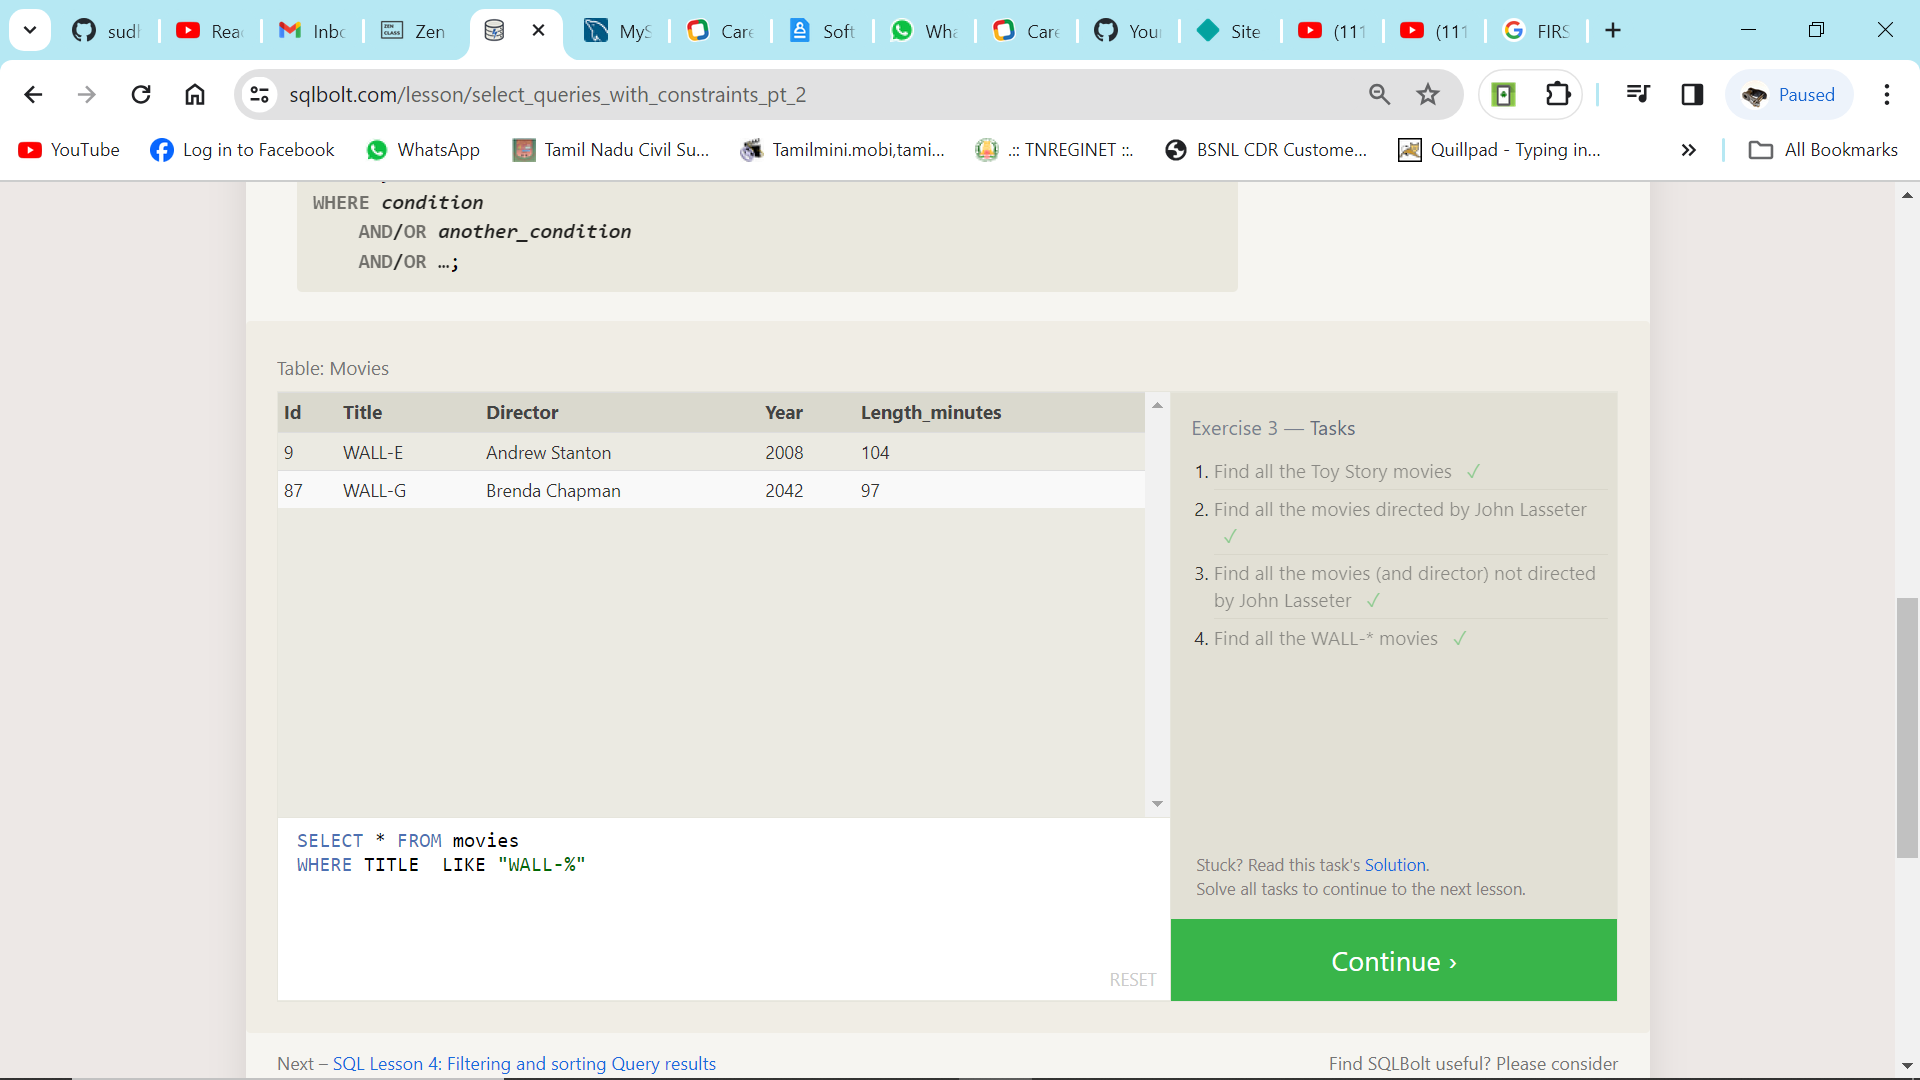 sudl
Rea
Inbo
Zen
MyS
Care
Soft
Wha
Care
You
Site
(111
(111
FIRS
sqlbolt.com/lesson/select_queries_with_constraints_pt_2
Paused
YouTube
Log in to Facebook
WhatsApp
Tamil Nadu Civil Su...
Tamilmini.mobi,tami...
.:: TNREGINET ::.
BSNL CDR Custome...
Quillpad - Typing in...
All Bookmarks
WHERE condition
AND/OR another_condition
AND/OR …;
Table: Movies
Id Title Director Year Length_minutes
9 WALL-E Andrew Stanton 2008 104
87 WALL-G Brenda Chapman 2042 97
Exercise 3 — Tasks
1. Find all the Toy Story movies ✓
2. Find all the movies directed by John Lasseter
✓
3. Find all the movies (and director) not directed
by John Lasseter ✓
4. Find all the WALL-* movies ✓
SELECT * FROM movies
WHERE TITLE  LIKE "WALL-%"
RESET
Stuck? Read this task's Solution.
Solve all tasks to continue to the next lesson.
Continue ›
Next – SQL Lesson 4: Filtering and sorting Query results
Find SQLBolt useful? Please consider